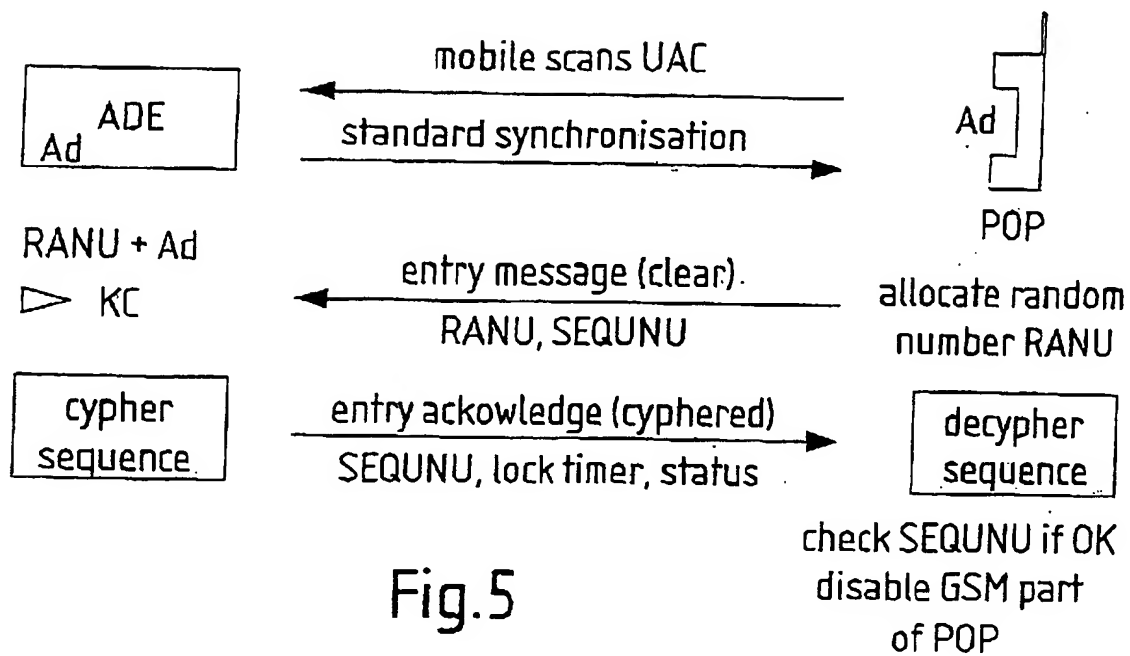 mobile scans UAC
ADE
Ad
standard synchronisation
Ad
POP
RANU + Ad
▷ KC
entry message (clear).
RANU, SEQUNU
allocate random
number RANU
cypher
sequence
entry ackowledge (cyphered)
SEQUNU, lock timer, status
decypher
sequence
check SEQUNU if OK
disable GSM part
of POP
Fig.5